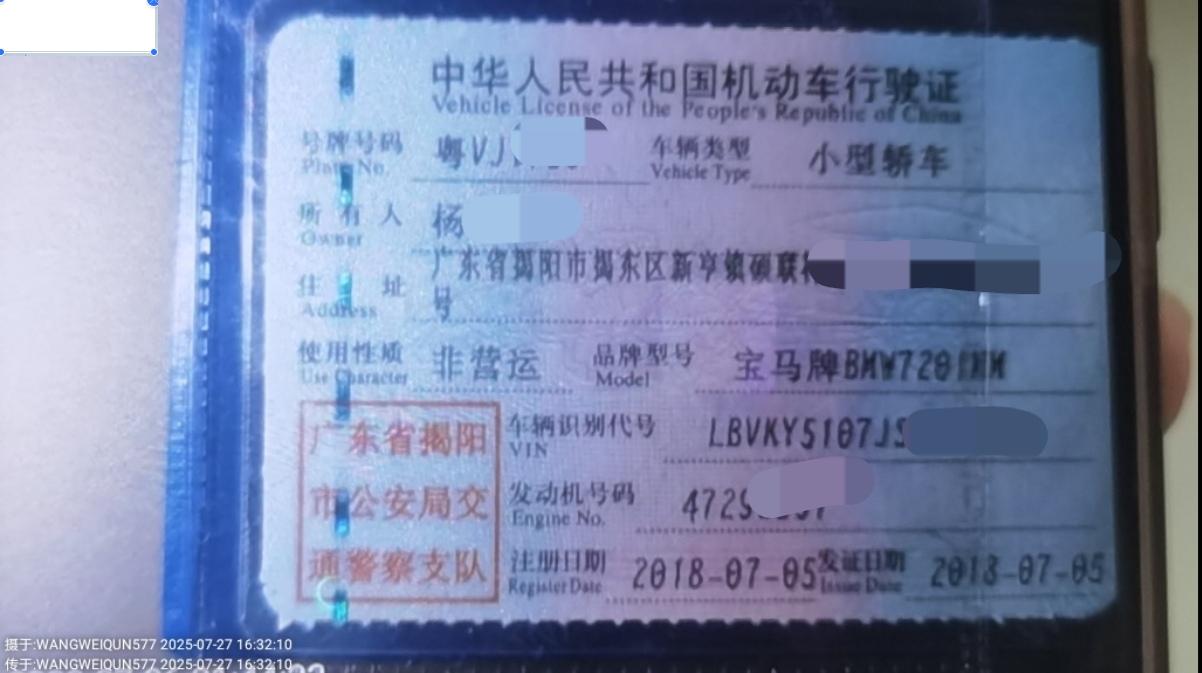 中华人民共和国机动车行驶证
Vehicle License of the People's Republic of China
号牌号码 粤VJ 车辆类型 小型轿车
Plate No. Vehicle Type
所有人 杨
Owner
住址 广东省揭阳市揭东区新亨镇硕联
Address 号
使用性质 非营运 品牌型号 宝马牌BMW7201
Use Character Model
广东省揭阳 车辆识别代号 LBVKY5107JS
VIN
市公安局交 发动机号码 4729
Engine No.
通警察支队 注册日期 2018-07-05 发证日期 2018-07-05
Register Date Issue Date
摄于:WANGWEIQUN577 2025-07-27 16:32:10
传于:WANGWEIQUN577 2025-07-27 16:32:10